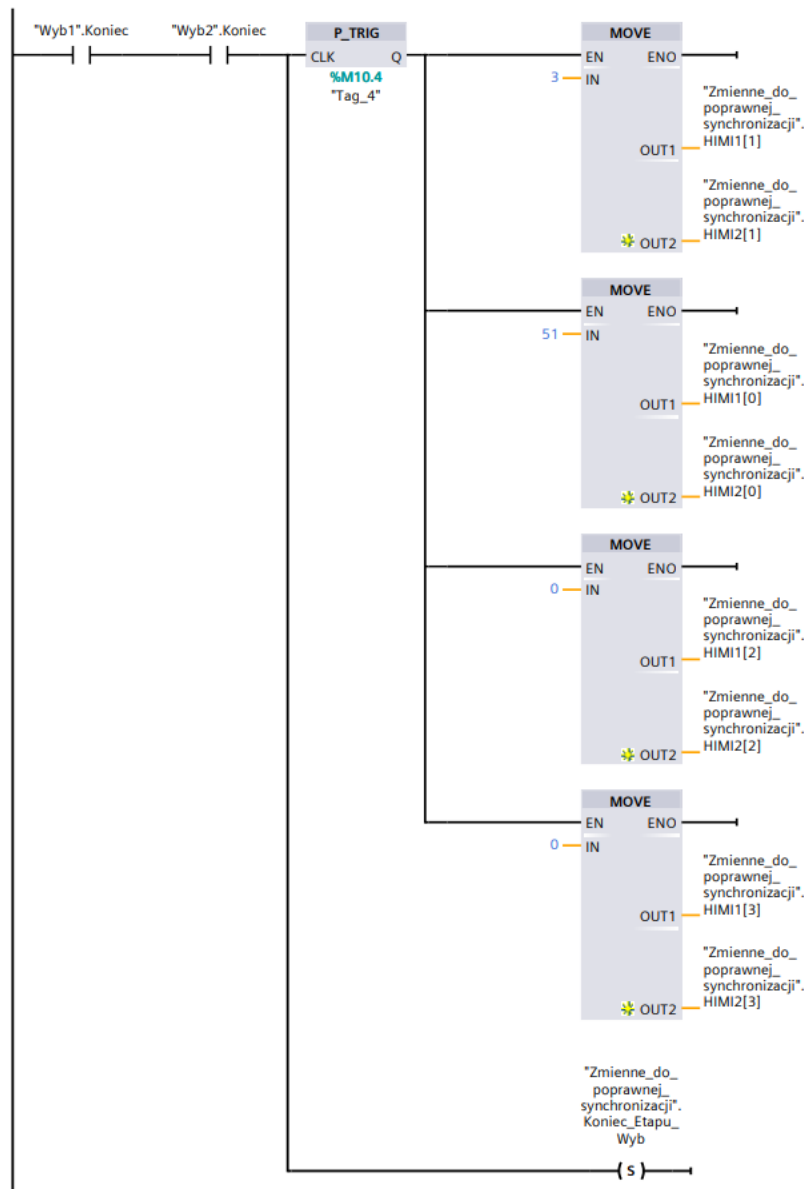 "Wyb1".Koniec
"Wyb2".Koniec
P_TRIG
CLK Q
%M10.4
"Tag_4"
MOVE
EN ENO
3 IN
"Zmienne_do_
poprawnej_
synchronizacji".
HIMI1[1]
OUT1
"Zmienne_do_
poprawnej_
synchronizacji".
HIMI2[1]
OUT2
MOVE
EN ENO
51 IN
"Zmienne_do_
poprawnej_
synchronizacji".
HIMI1[0]
OUT1
"Zmienne_do_
poprawnej_
synchronizacji".
HIMI2[0]
OUT2
MOVE
EN ENO
0 IN
"Zmienne_do_
poprawnej_
synchronizacji".
HIMI1[2]
OUT1
"Zmienne_do_
poprawnej_
synchronizacji".
HIMI2[2]
OUT2
MOVE
EN ENO
0 IN
"Zmienne_do_
poprawnej_
synchronizacji".
HIMI1[3]
OUT1
"Zmienne_do_
poprawnej_
synchronizacji".
HIMI2[3]
OUT2
"Zmienne_do_
poprawnej_
synchronizacji".
Koniec_Etapu_
Wyb
S